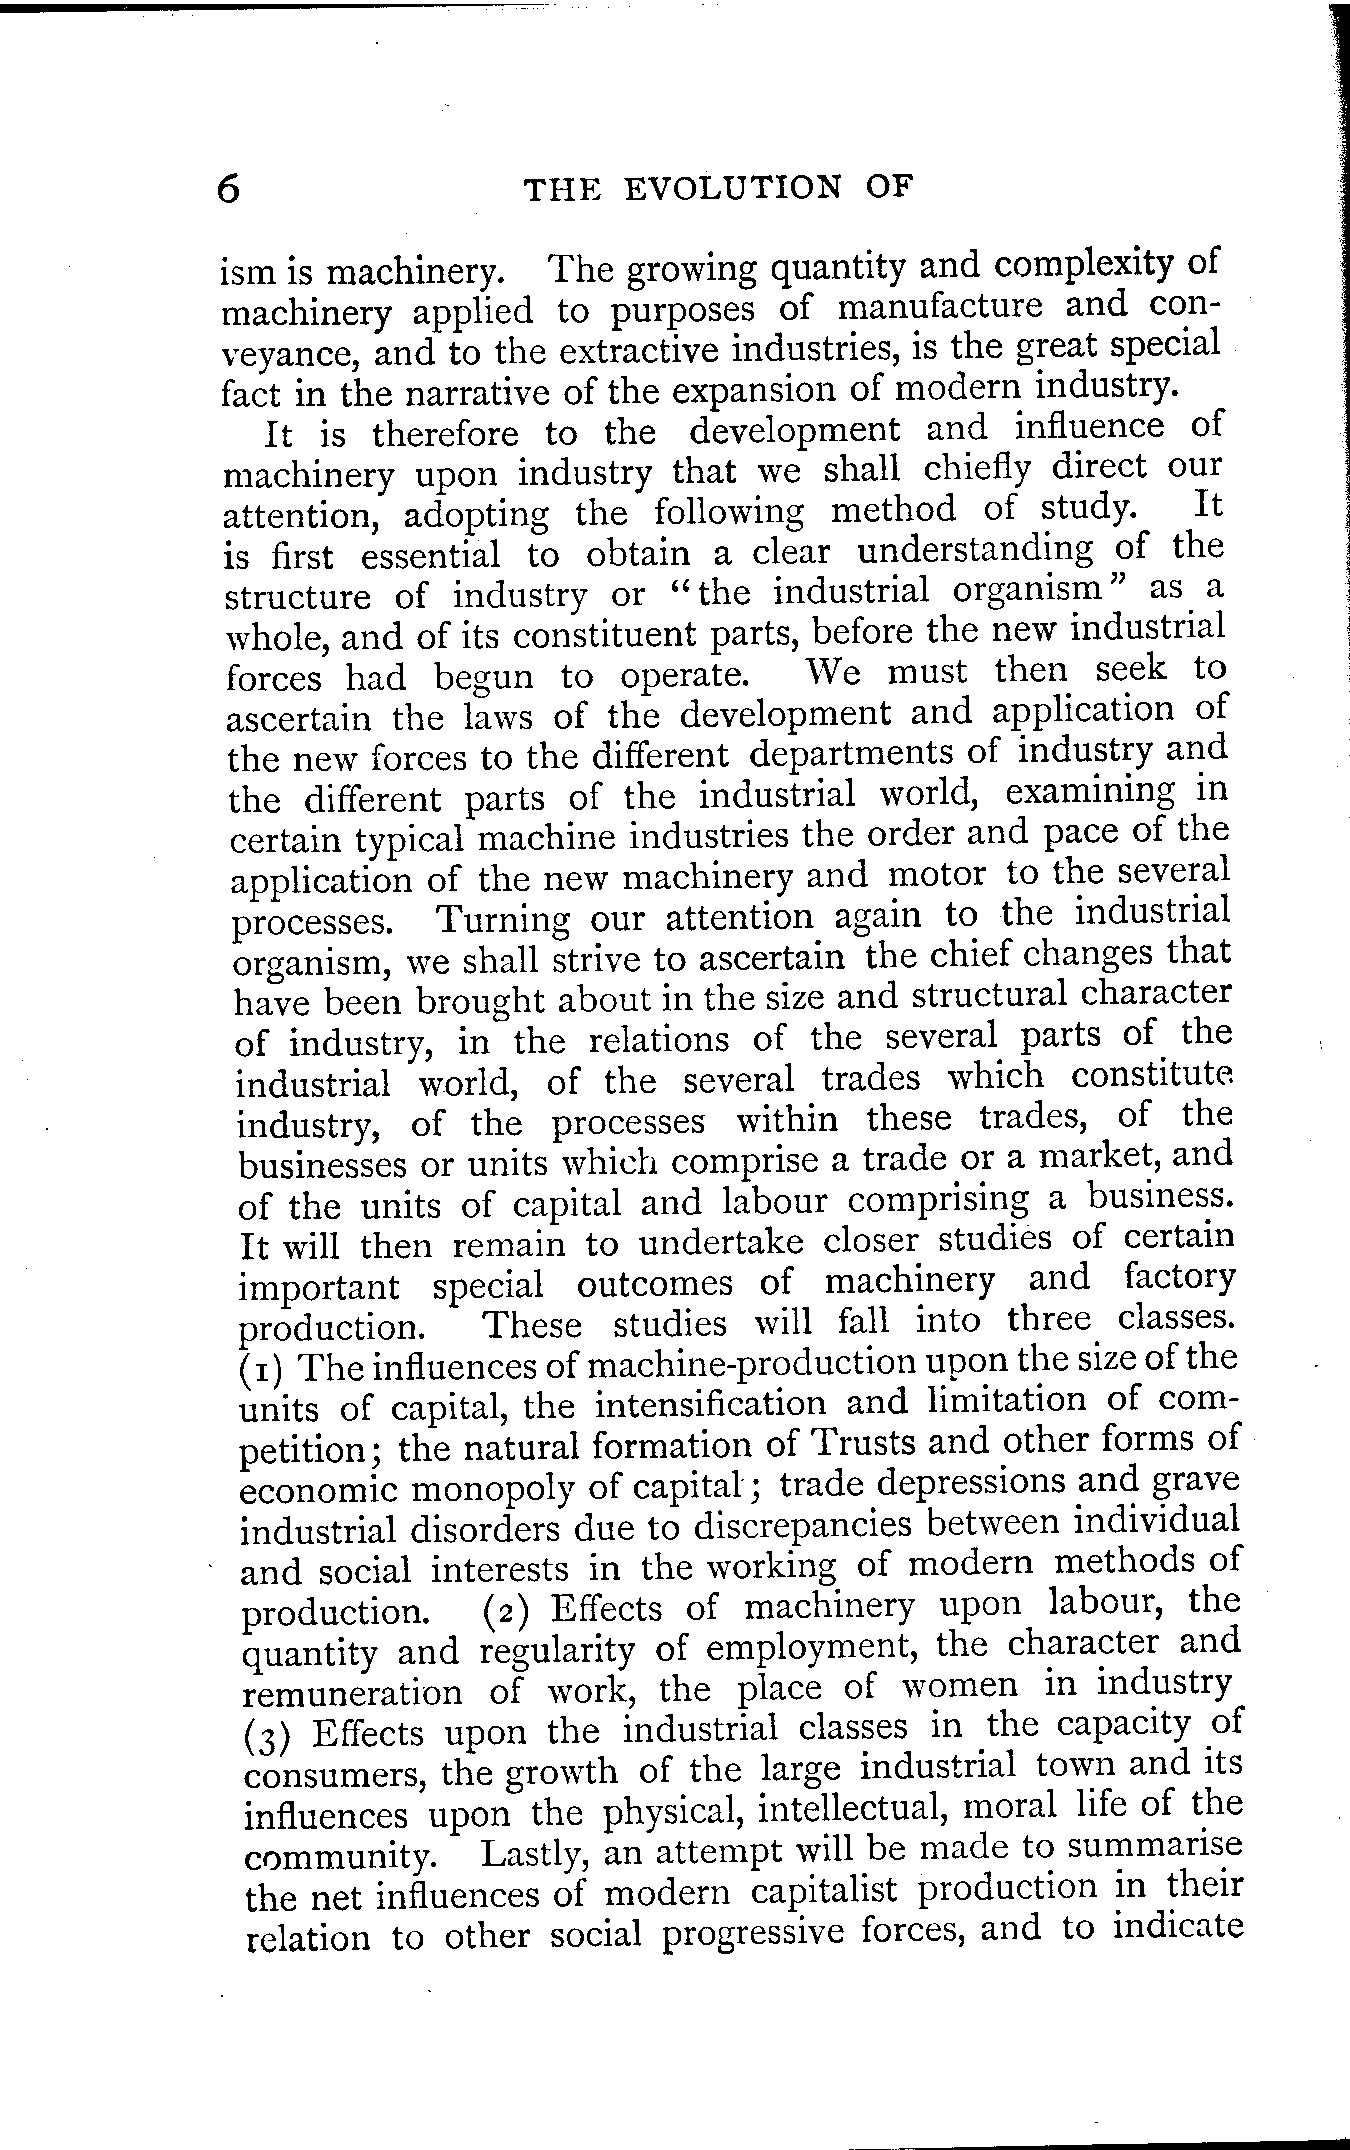 6 THE EVOLUTION OF
ism is machinery. The growing quantity and complexity of
machinery applied to purposes of manufacture and con-
veyance, and to the extractive industries, is the great special
fact in the narrative of the expansion of modern industry.
It is therefore to the development and influence of
machinery upon industry that we shall chiefly direct our
attention, adopting the following method of study. It
is first essential to obtain a clear understanding of the
structure of industry or "the industrial organism" as a
whole, and of its constituent parts, before the new industrial
forces had begun to operate. We must then seek to
ascertain the laws of the development and application of
the new forces to the different departments of industry and
the different parts of the industrial world, examining in
certain typical machine industries the order and pace of the
application of the new machinery and motor to the several
processes. Turning our attention again to the industrial
organism, we shall strive to ascertain the chief changes that
have been brought about in the size and structural character
of industry, in the relations of the several parts of the
industrial world, of the several trades which constitute
industry, of the processes within these trades, of the
businesses or units which comprise a trade or a market, and
of the units of capital and labour comprising a business.
It will then remain to undertake closer studies of certain
important special outcomes of machinery and factory
production. These studies will fall into three classes.
(1) The influences of machine-production upon the size of the
units of capital, the intensification and limitation of com-
petition; the natural formation of Trusts and other forms of
economic monopoly of capital; trade depressions and grave
industrial disorders due to discrepancies between individual
and social interests in the working of modern methods of
production. (2) Effects of machinery upon labour, the
quantity and regularity of employment, the character and
remuneration of work, the place of women in industry
(3) Effects upon the industrial classes in the capacity of
consumers, the growth of the large industrial town and its
influences upon the physical, intellectual, moral life of the
community. Lastly, an attempt will be made to summarise
the net influences of modern capitalist production in their
relation to other social progressive forces, and to indicate